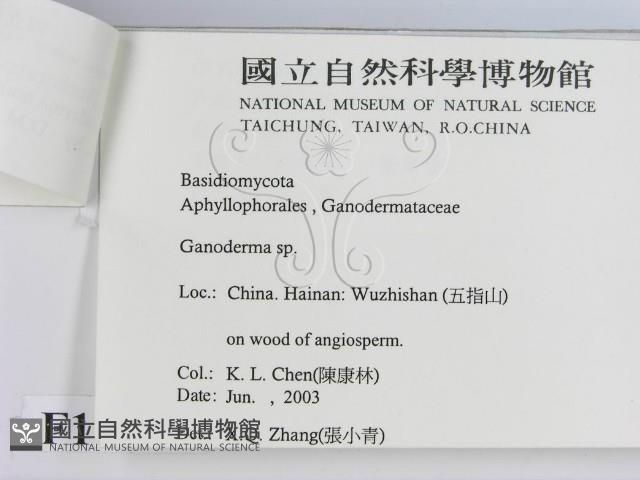 國立自然科學博物館
NATIONAL MUSEUM OF NATURAL SCIENCE
TAICHUNG, TAIWAN, R.O.CHINA
Basidiomycota
Aphyllophorales , Ganodermataceae
Ganoderma sp.
Loc.: China. Hainan: Wuzhishan (五指山)
on wood of angiosperm.
Col.: K. L. Chen(陳康林)
Date: Jun. , 2003
Zhang(張小青)
F1
國立自然科學博物館
NATIONAL MUSEUM OF NATURAL SCIENCE